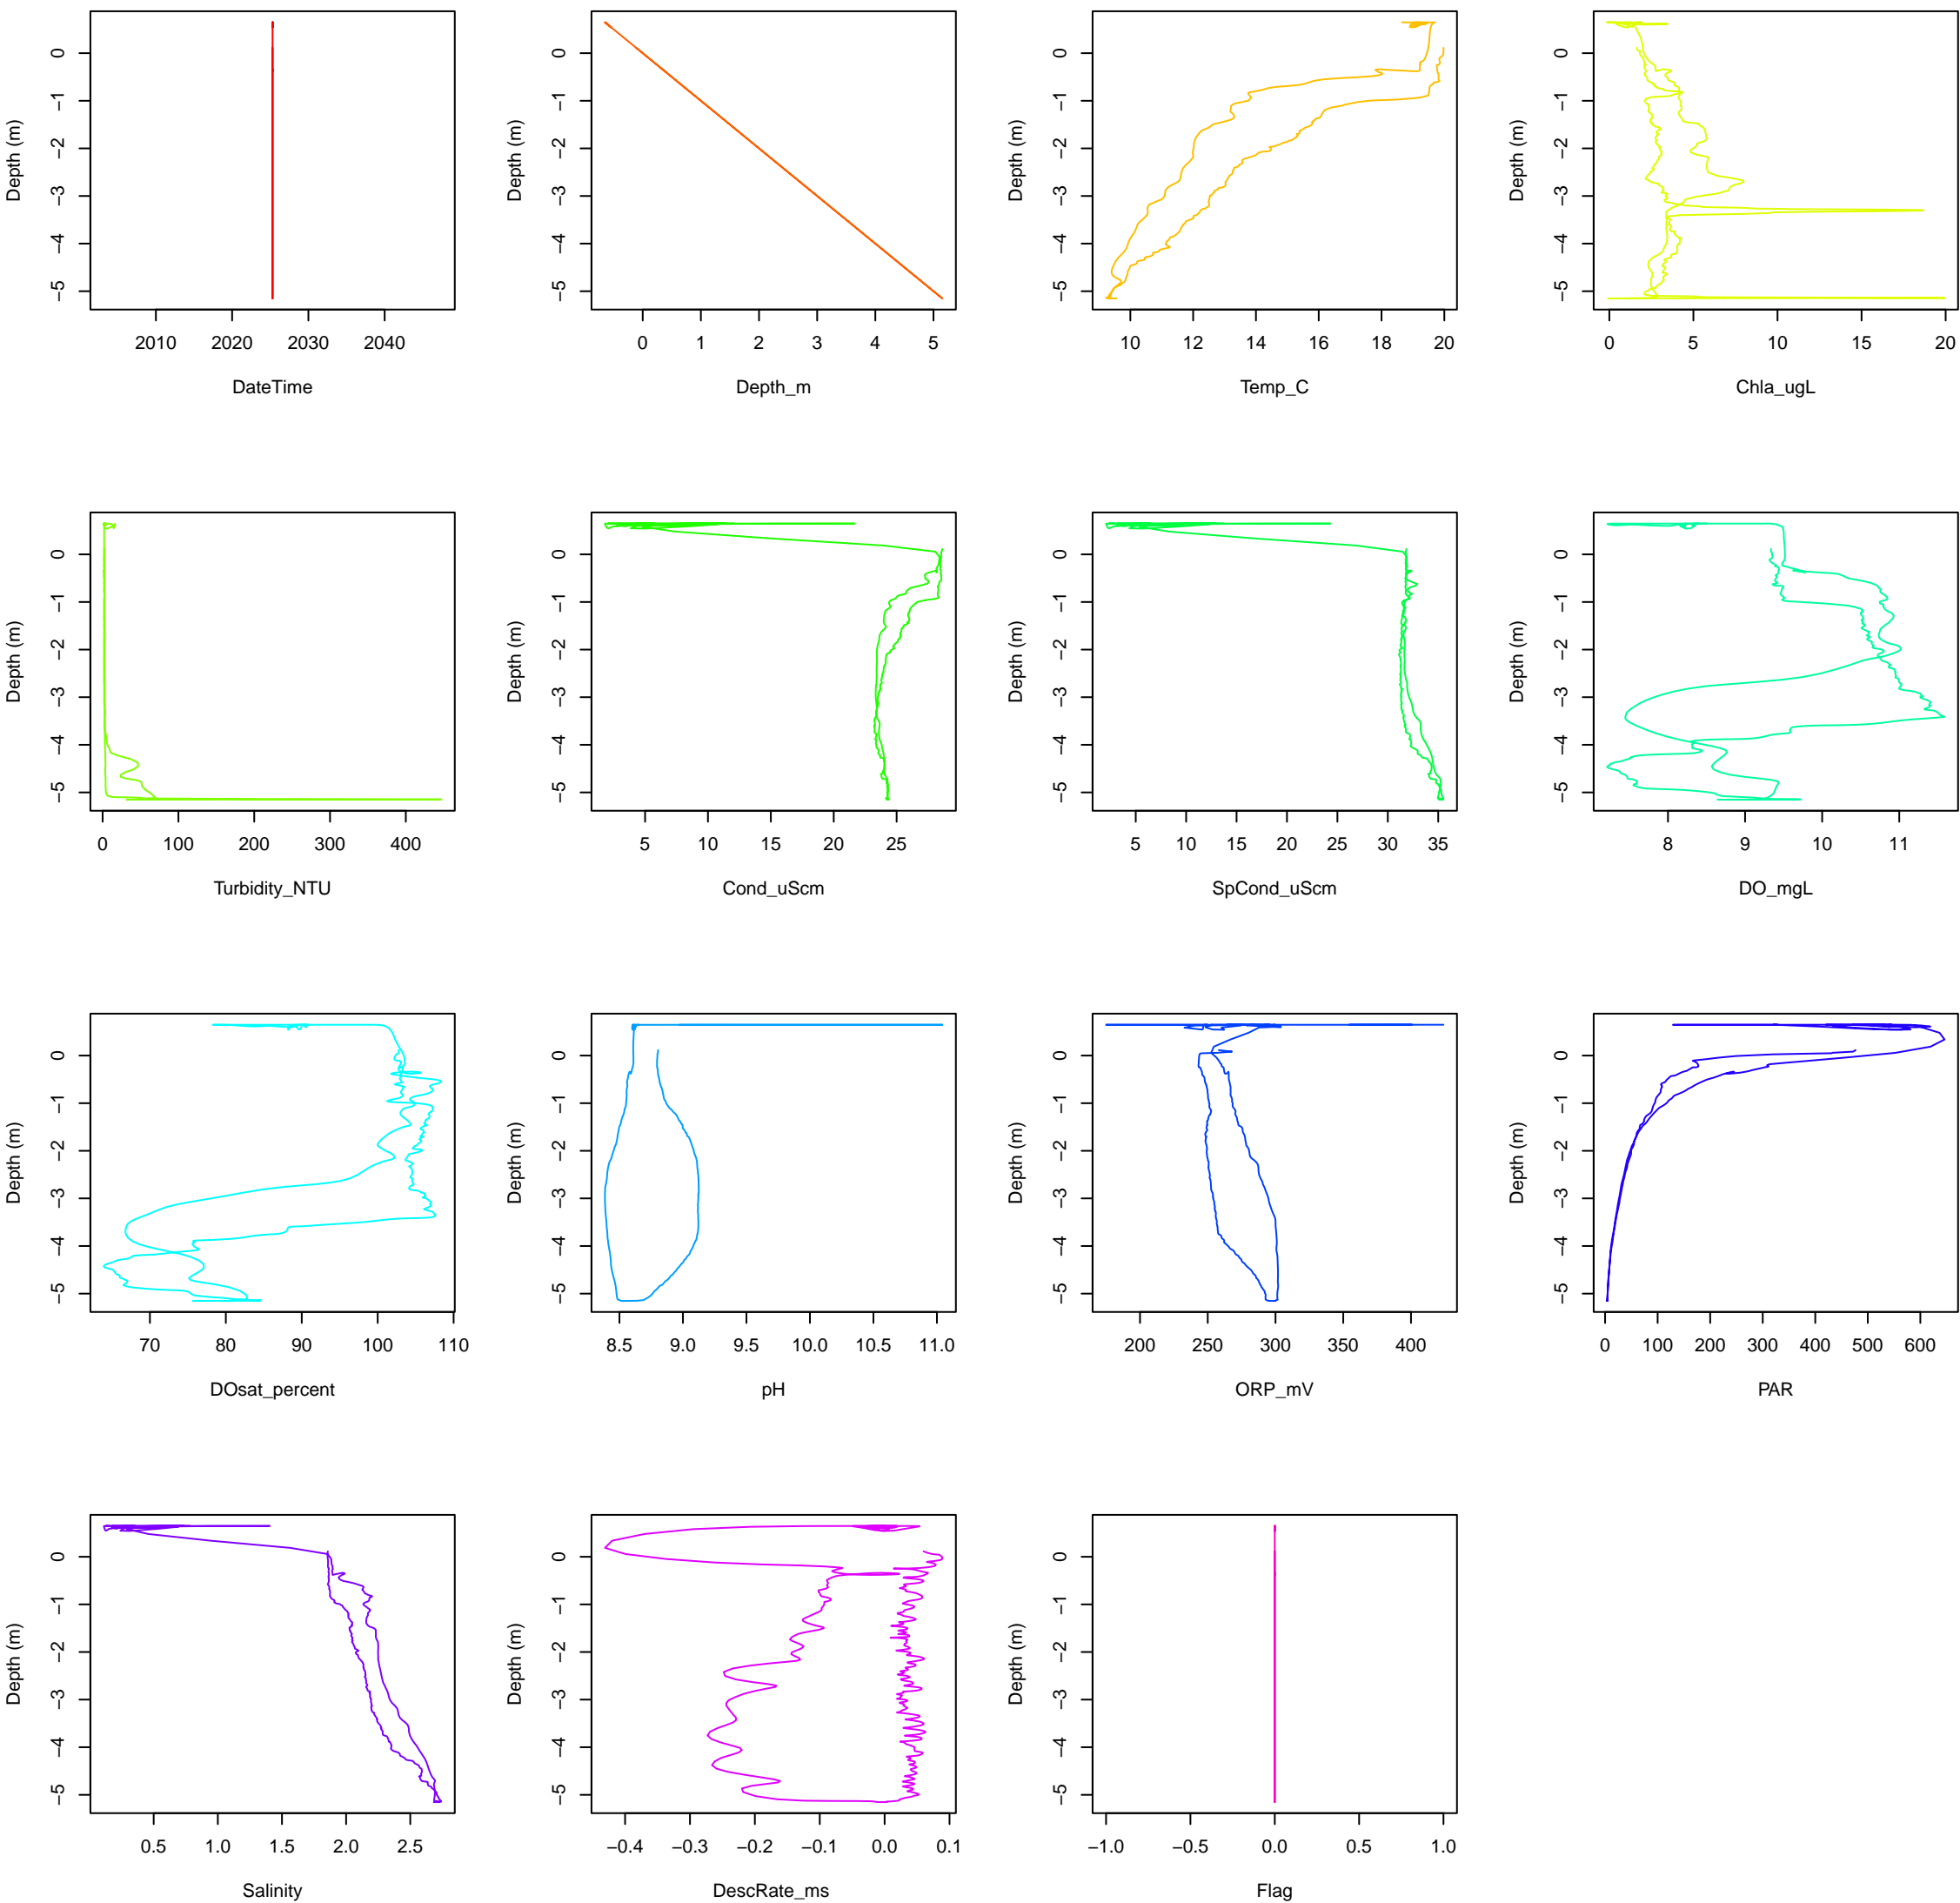 Depth (m)
0
−1
−2
−3
−4
−5
2010 2020 2030 2040
DateTime
Depth (m)
0
−1
−2
−3
−4
−5
0 1 2 3 4 5
Depth_m
Depth (m)
0
−1
−2
−3
−4
−5
10 12 14 16 18 20
Temp_C
Depth (m)
0
−1
−2
−3
−4
−5
0 5 10 15 20
Chla_ugL
Depth (m)
0
−1
−2
−3
−4
−5
0 100 200 300 400
Turbidity_NTU
Depth (m)
0
−1
−2
−3
−4
−5
5 10 15 20 25
Cond_uScm
Depth (m)
0
−1
−2
−3
−4
−5
5 10 15 20 25 30 35
SpCond_uScm
Depth (m)
0
−1
−2
−3
−4
−5
8 9 10 11
DO_mgL
Depth (m)
0
−1
−2
−3
−4
−5
70 80 90 100 110
DOsat_percent
Depth (m)
0
−1
−2
−3
−4
−5
8.5 9.0 9.5 10.0 10.5 11.0
pH
Depth (m)
0
−1
−2
−3
−4
−5
200 250 300 350 400
ORP_mV
Depth (m)
0
−1
−2
−3
−4
−5
0 100 200 300 400 500 600
PAR
Depth (m)
0
−1
−2
−3
−4
−5
0.5 1.0 1.5 2.0 2.5
Salinity
Depth (m)
0
−1
−2
−3
−4
−5
−0.4 −0.3 −0.2 −0.1 0.0 0.1
DescRate_ms
Depth (m)
0
−1
−2
−3
−4
−5
−1.0 −0.5 0.0 0.5 1.0
Flag